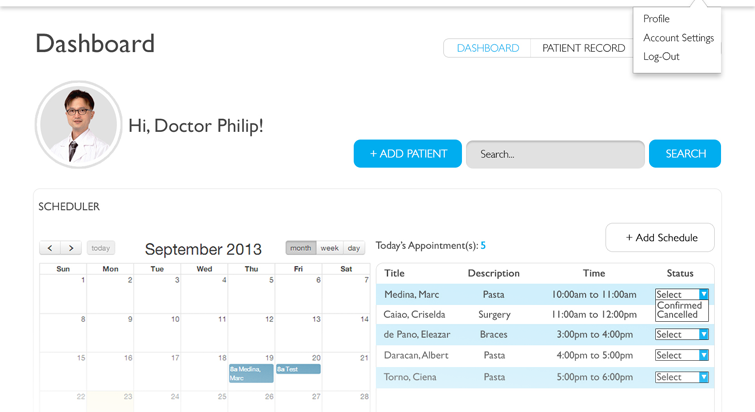 Profile
Account Settings
Log-Out
Dashboard
DASHBOARD PATIENT RECORD
Hi, Doctor Philip!
+ ADD PATIENT Search... SEARCH
SCHEDULER
+ Add Schedule
today September 2013 month week day
Today's Appointment(s): 5
Sun Mon Tue Wed Thu Fri Sat
1 2 3 4 5 6 7
8 9 10 11 12 13 14
15 16 17 18 19 20 21
8a Medina, Marc 8a Test
22 23 24 25 26 27 28
Title Description Time Status
Medina, Marc Pasta 10:00am to 11:00am Select
Confirmed
Cancelled
Caiao, Criselda Surgery 11:00am to 12:00pm
de Pano, Eleazar Braces 3:00pm to 4:00pm Select
Daracan, Albert Pasta 4:00pm to 5:00pm Select
Torno, Ciena Pasta 5:00pm to 6:00pm Select